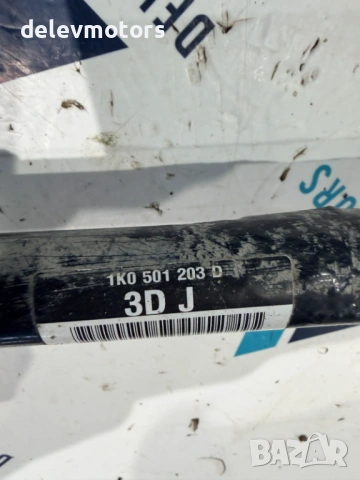 delevmotors
1K0 501 203 D
3D J
BAZAR